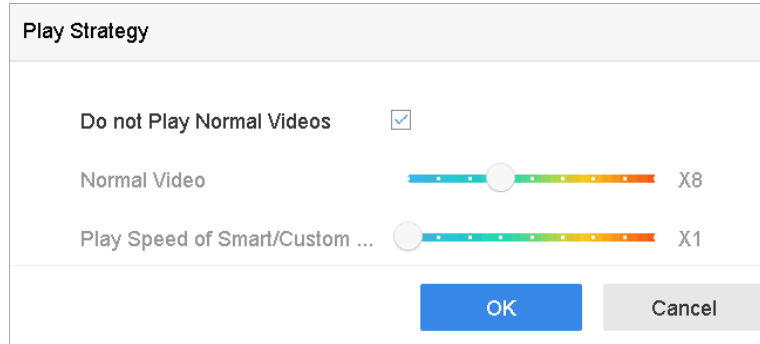 Play Strategy
Do not Play Normal Videos
Normal Video X8
Play Speed of Smart/Custom ... X1
OK Cancel